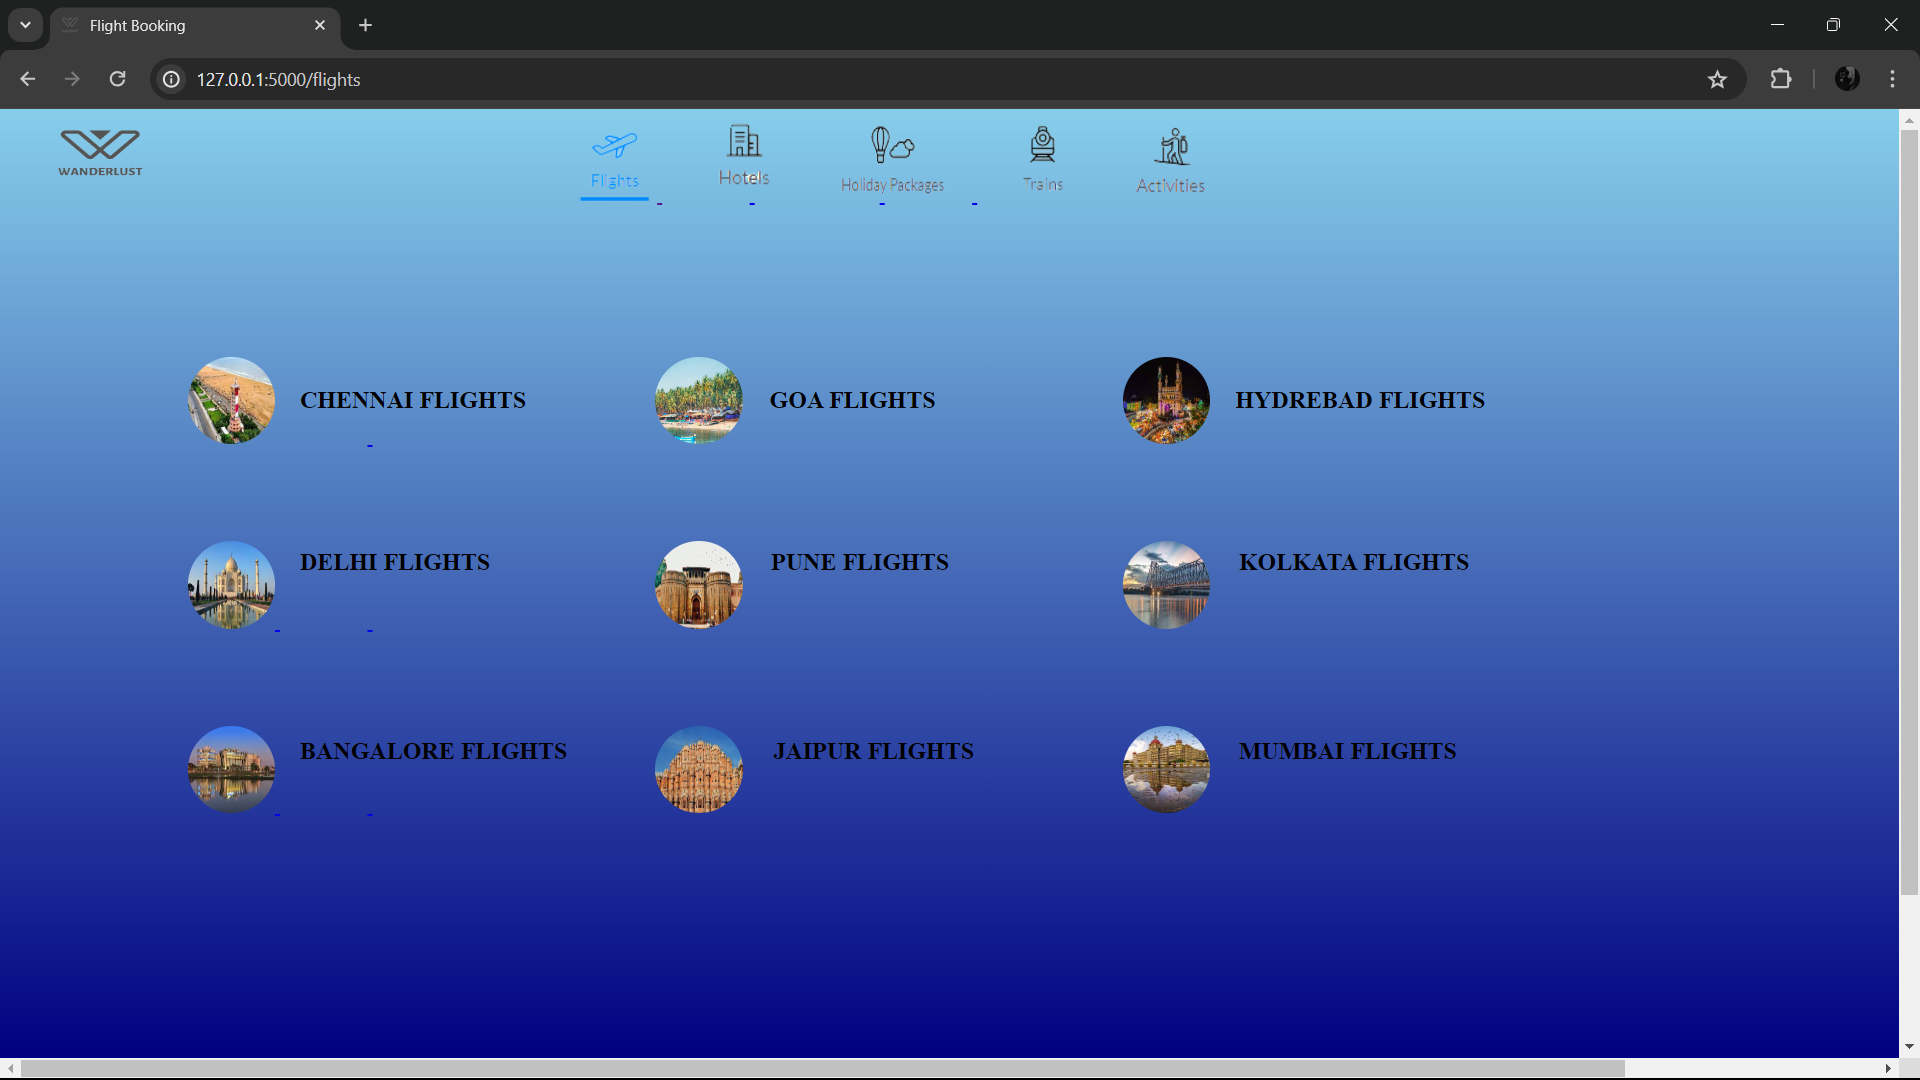 Flight Booking
127.0.0.1:5000/flights
WANDERLUST
Flights
Hotels
Holiday Packages
Trains
Activities
CHENNAI FLIGHTS
GOA FLIGHTS
HYDREBAD FLIGHTS
DELHI FLIGHTS
PUNE FLIGHTS
KOLKATA FLIGHTS
BANGALORE FLIGHTS
JAIPUR FLIGHTS
MUMBAI FLIGHTS